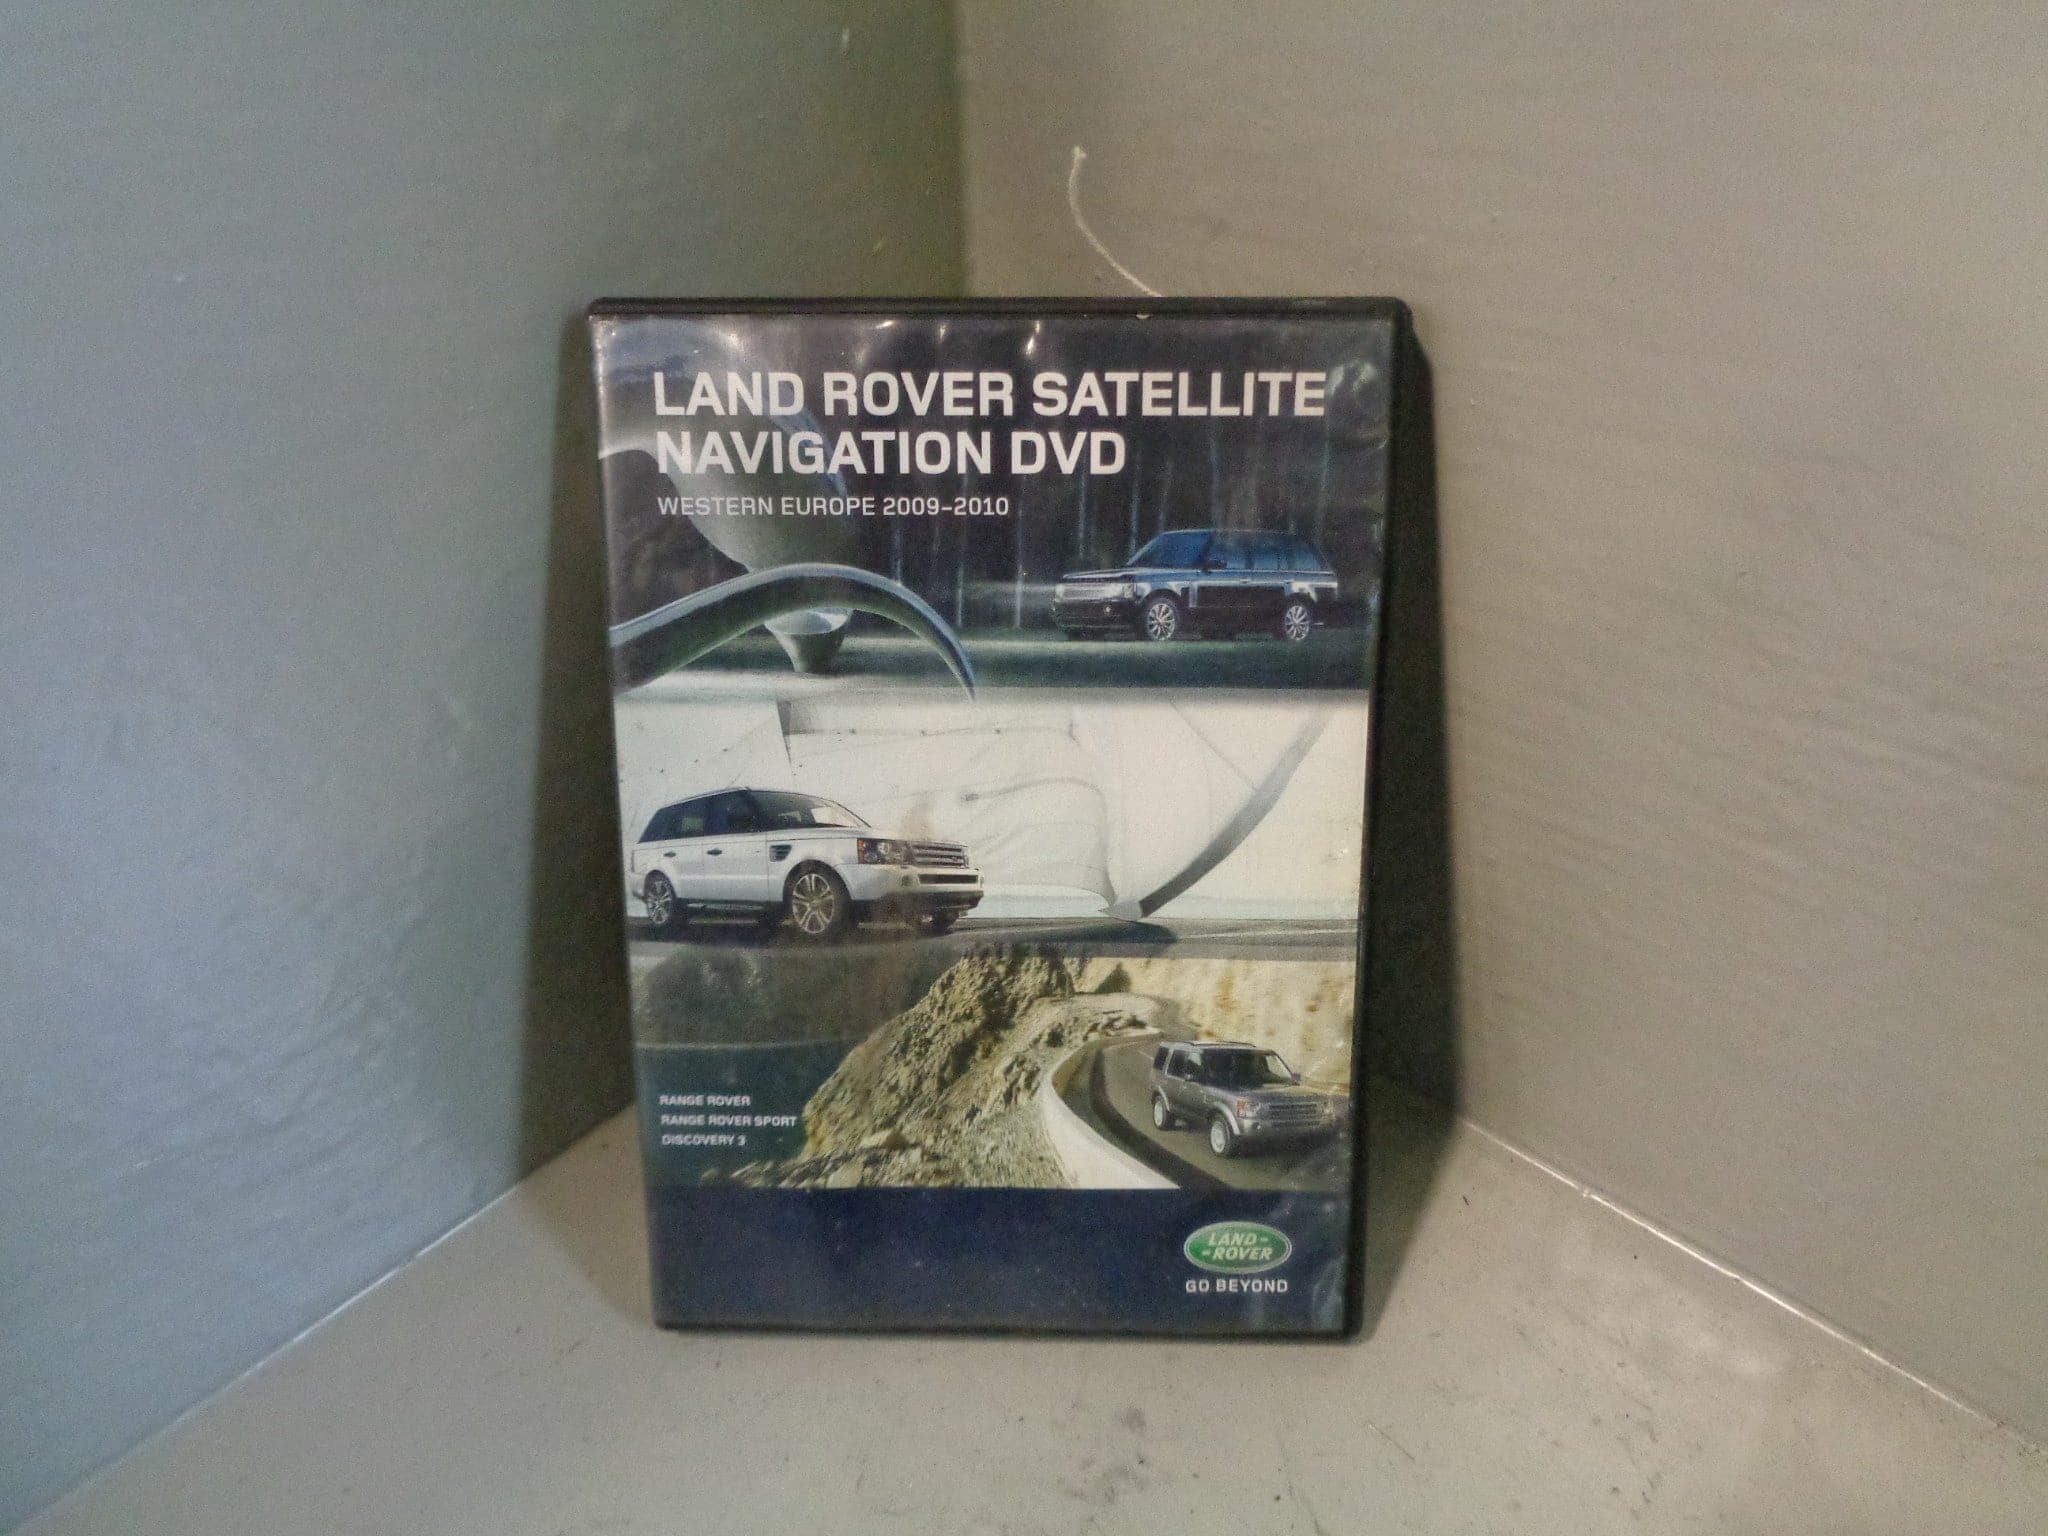 LAND ROVER SATELLITE
NAVIGATION DVD
WESTERN EUROPE 2009–2010
RANGE ROVER
RANGE ROVER SPORT
DISCOVERY 3
LAND-
-ROVER
GO BEYOND